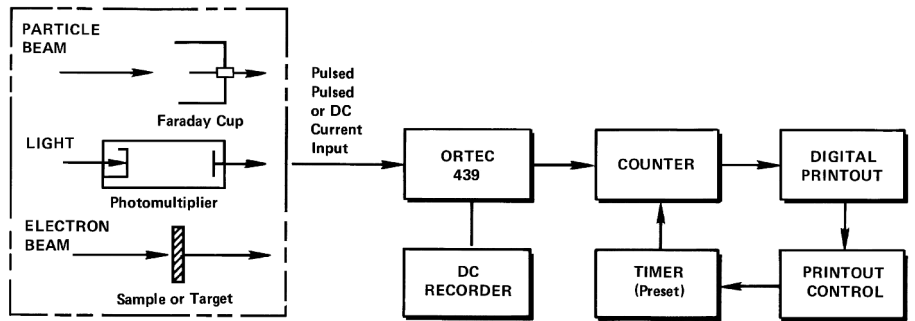 PARTICLE
BEAM
Faraday Cup
LIGHT
Photomultiplier
ELECTRON
BEAM
Sample or Target
Pulsed
Pulsed
or DC
Current
Input
ORTEC
439
DC
RECORDER
COUNTER
TIMER
(Preset)
DIGITAL
PRINTOUT
PRINTOUT
CONTROL